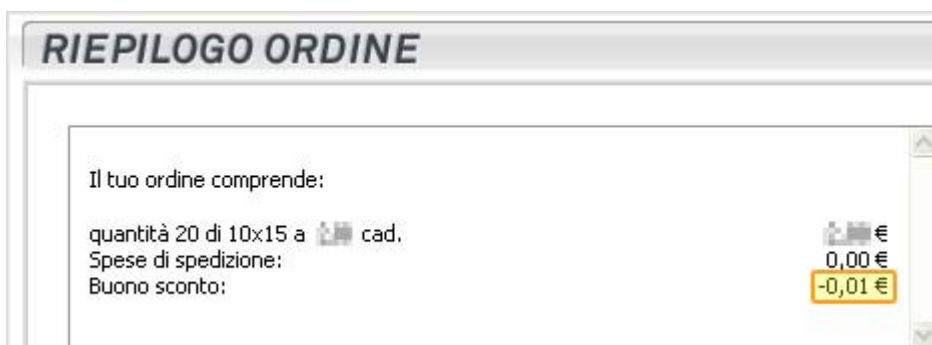 RIEPILOGO ORDINE
Il tuo ordine comprende:
quantità 20 di 10x15 a cad. €
Spese di spedizione: 0,00 €
Buono sconto: -0,01 €